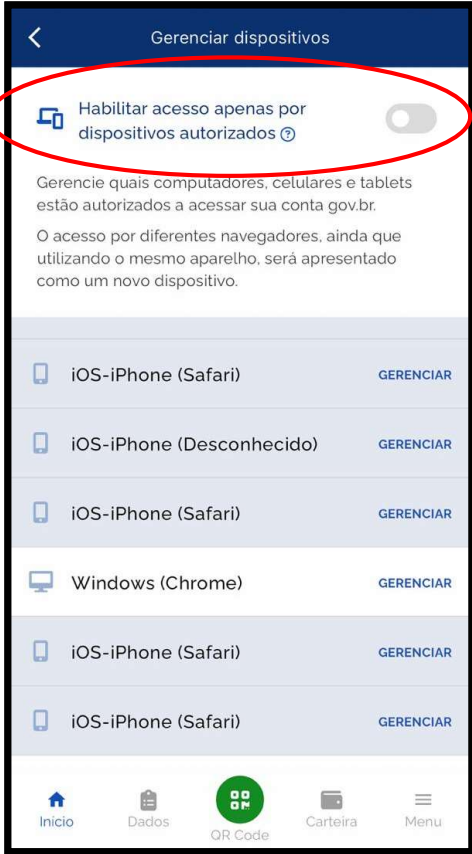 Gerenciar dispositivos
Habilitar acesso apenas por
dispositivos autorizados ?
Gerencie quais computadores, celulares e tablets
estão autorizados a acessar sua conta gov.br.
O acesso por diferentes navegadores, ainda que
utilizando o mesmo aparelho, será apresentado
como um novo dispositivo.
iOS-iPhone (Safari) GERENCIAR
iOS-iPhone (Desconhecido) GERENCIAR
iOS-iPhone (Safari) GERENCIAR
Windows (Chrome) GERENCIAR
iOS-iPhone (Safari) GERENCIAR
iOS-iPhone (Safari) GERENCIAR
Início Dados QR Code Carteira Menu